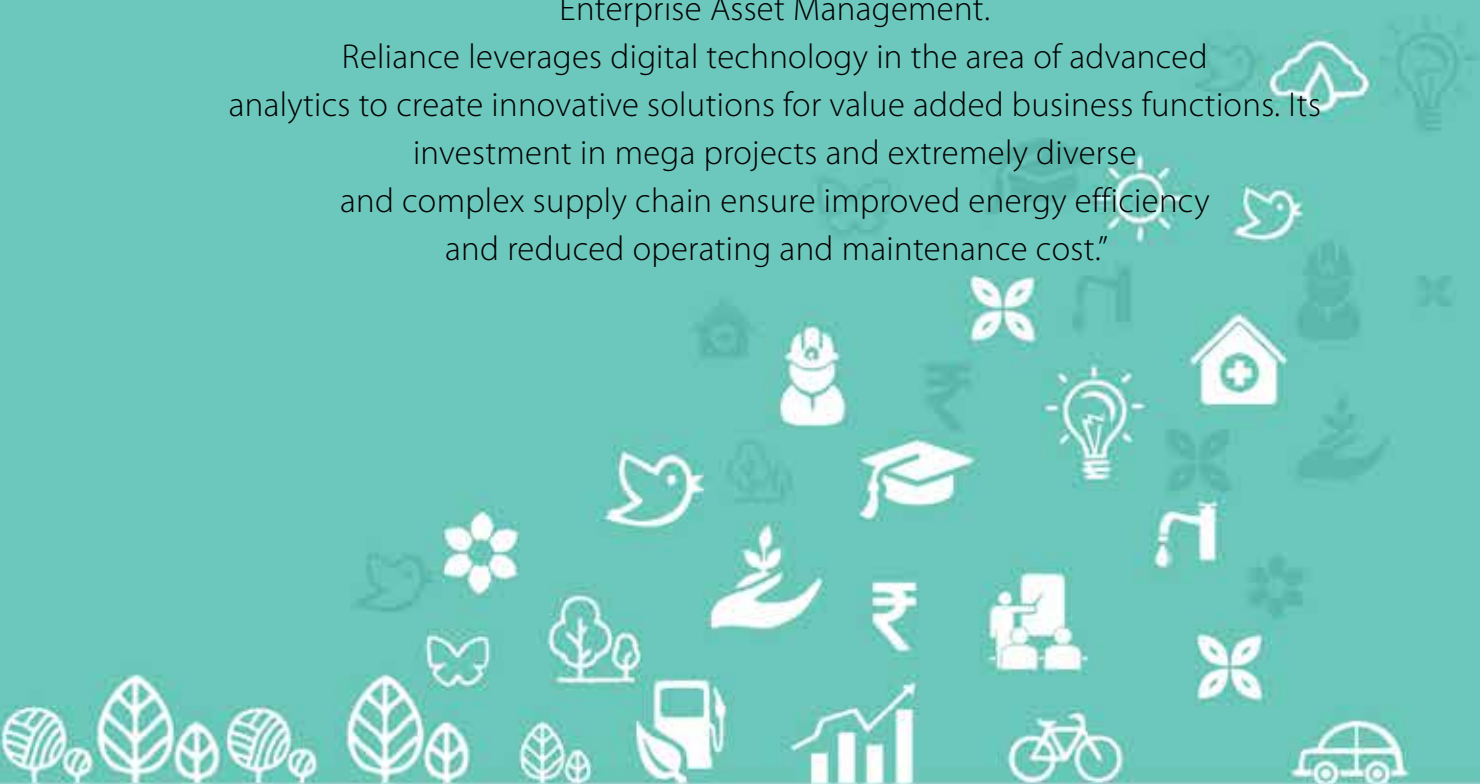 Enterprise Asset Management.
Reliance leverages digital technology in the area of advanced
analytics to create innovative solutions for value added business functions. Its
investment in mega projects and extremely diverse
and complex supply chain ensure improved energy efficiency
and reduced operating and maintenance cost.”
₹
₹